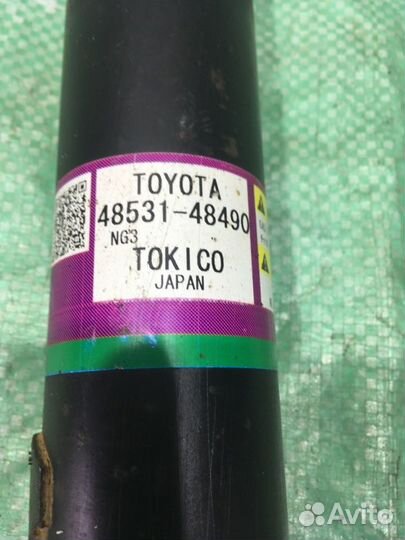 TOYOTA
48531-48490
NG3
TOKICO
JAPAN
Avito